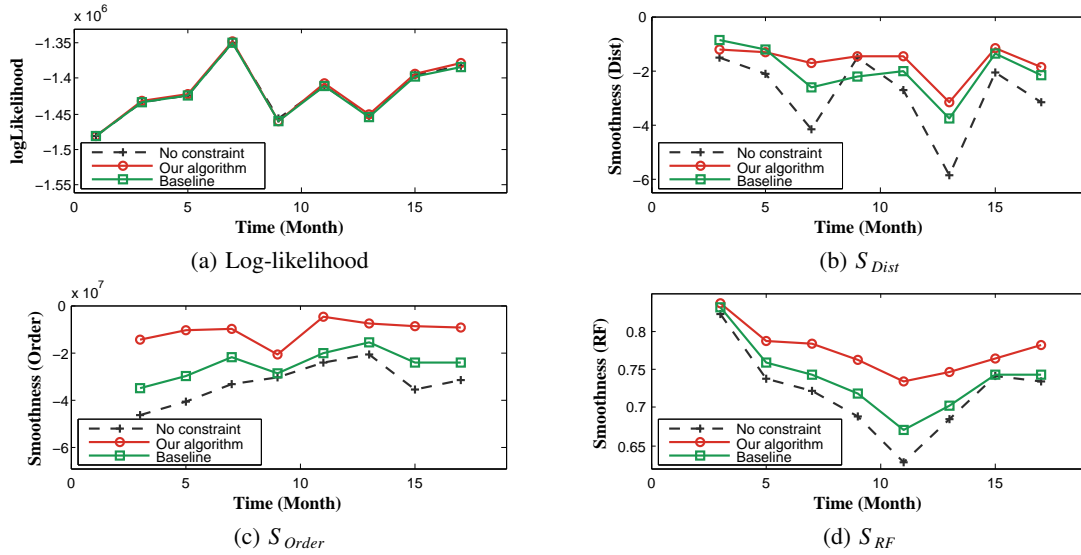 x 10^6
−1.35
−1.4
−1.45
−1.5
−1.55
logLikelihood
No constraint
Our algorithm
Baseline
0 5 10 15
Time (Month)
(a) Log-likelihood
0
−2
−4
−6
Smoothness (Dist)
No constraint
Our algorithm
Baseline
0 5 10 15
Time (Month)
(b) S_Dist
x 10^7
0
−2
−4
−6
Smoothness (Order)
No constraint
Our algorithm
Baseline
0 5 10 15
Time (Month)
(c) S_Order
0.8
0.75
0.7
0.65
Smoothness (RF)
No constraint
Our algorithm
Baseline
0 5 10 15
Time (Month)
(d) S_RF